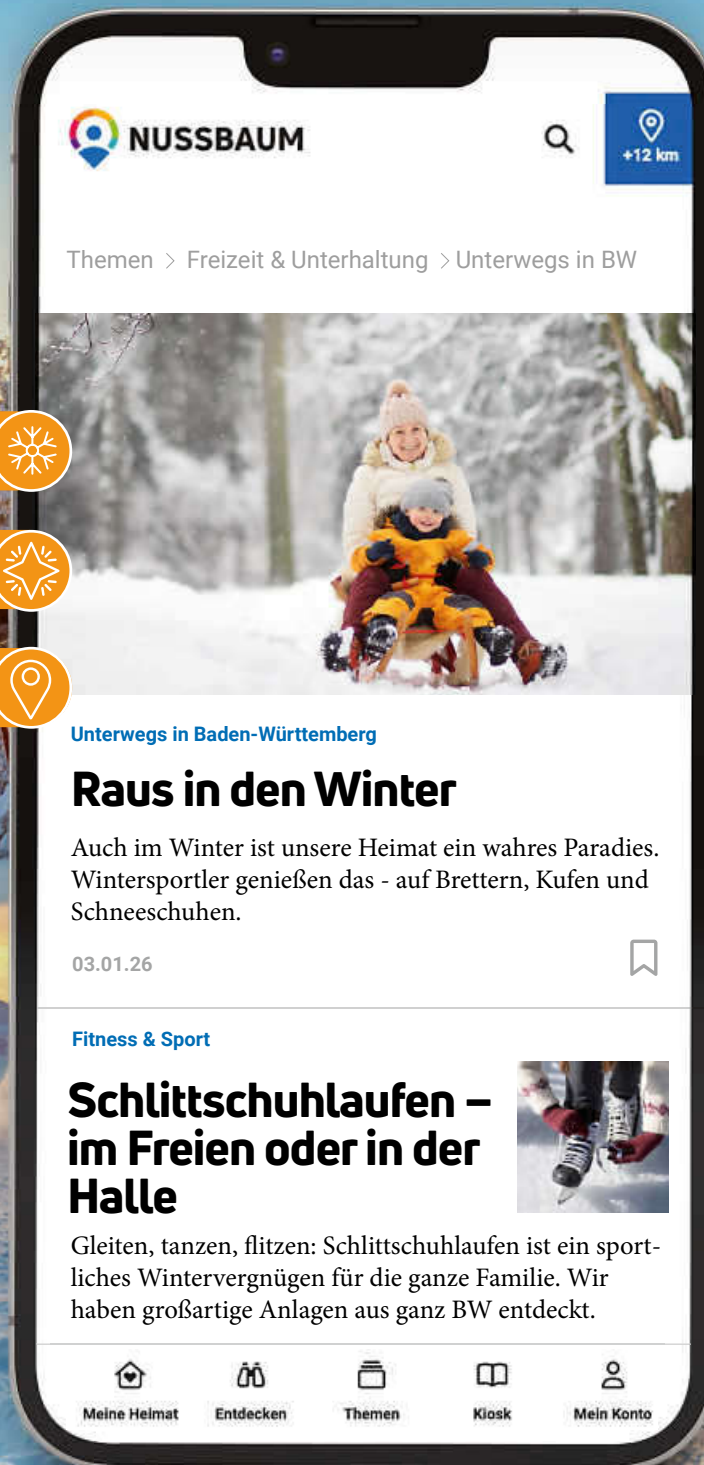 NUSSBAUM
+12 km
Themen > Freizeit & Unterhaltung > Unterwegs in BW
Unterwegs in Baden-Württemberg
Raus in den Winter
Auch im Winter ist unsere Heimat ein wahres Paradies.
Wintersportler genießen das - auf Brettern, Kufen und
Schneeschuhen.
03.01.26
Fitness & Sport
Schlittschuhlaufen –
im Freien oder in der
Halle
Gleiten, tanzen, flitzen: Schlittschuhlaufen ist ein sport-
liches Wintervergnügen für die ganze Familie. Wir
haben großartige Anlagen aus ganz BW entdeckt.
Meine Heimat Entdecken Themen Kiosk Mein Konto